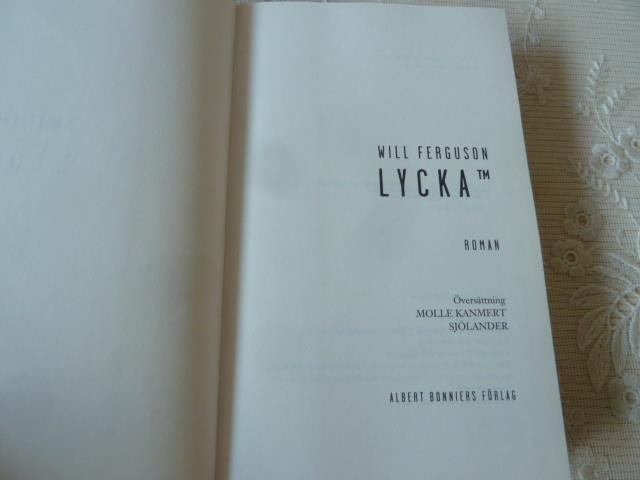 WILL FERGUSON
LYCKA™
ROMAN
Översättning
MOLLE KANMERT
SJÖLANDER
ALBERT BONNIERS FÖRLAG